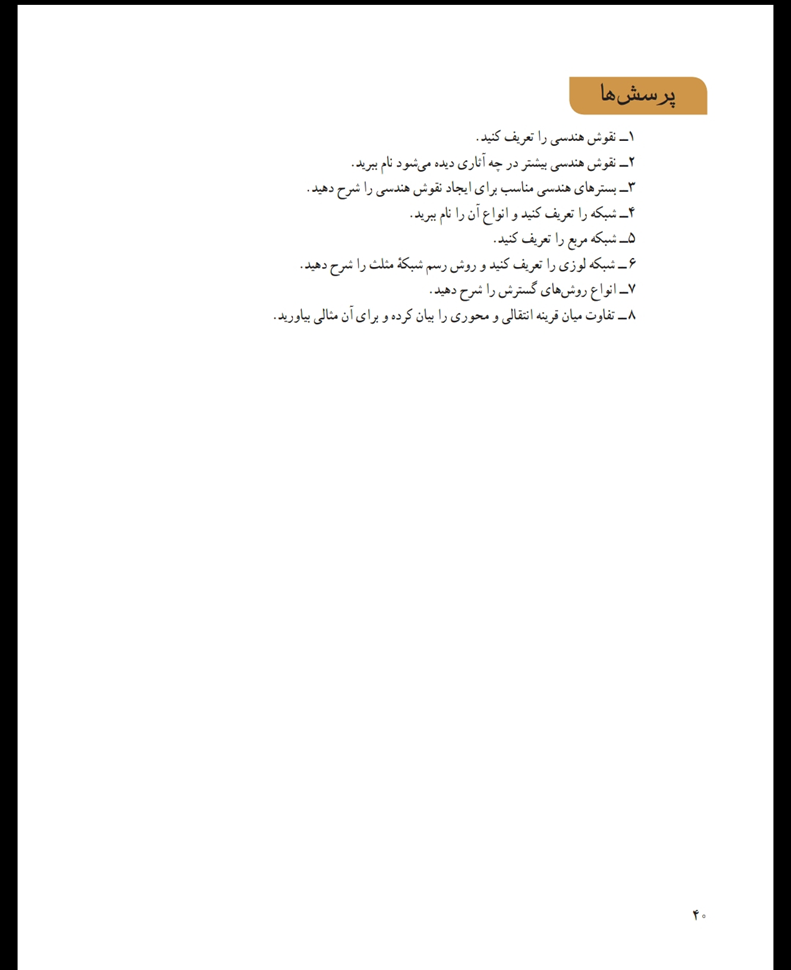 پرسش‌ها
۱ــ نقوش هندسی را تعریف کنید.
۲ــ نقوش هندسی بیشتر در چه آثاری دیده می‌شود نام ببرید.
۳ــ بسترهای هندسی مناسب برای ایجاد نقوش هندسی را شرح دهید.
۴ــ شبکه را تعریف کنید و انواع آن را نام ببرید.
۵ــ شبکه مربع را تعریف کنید.
۶ــ شبکه لوزی را تعریف کنید و روش رسم شبکهٔ مثلث را شرح دهید.
۷ــ انواع روش‌های گسترش را شرح دهید.
۸ــ تفاوت میان قرینه انتقالی و محوری را بیان کرده و برای آن مثالی بیاورید.
۴۰